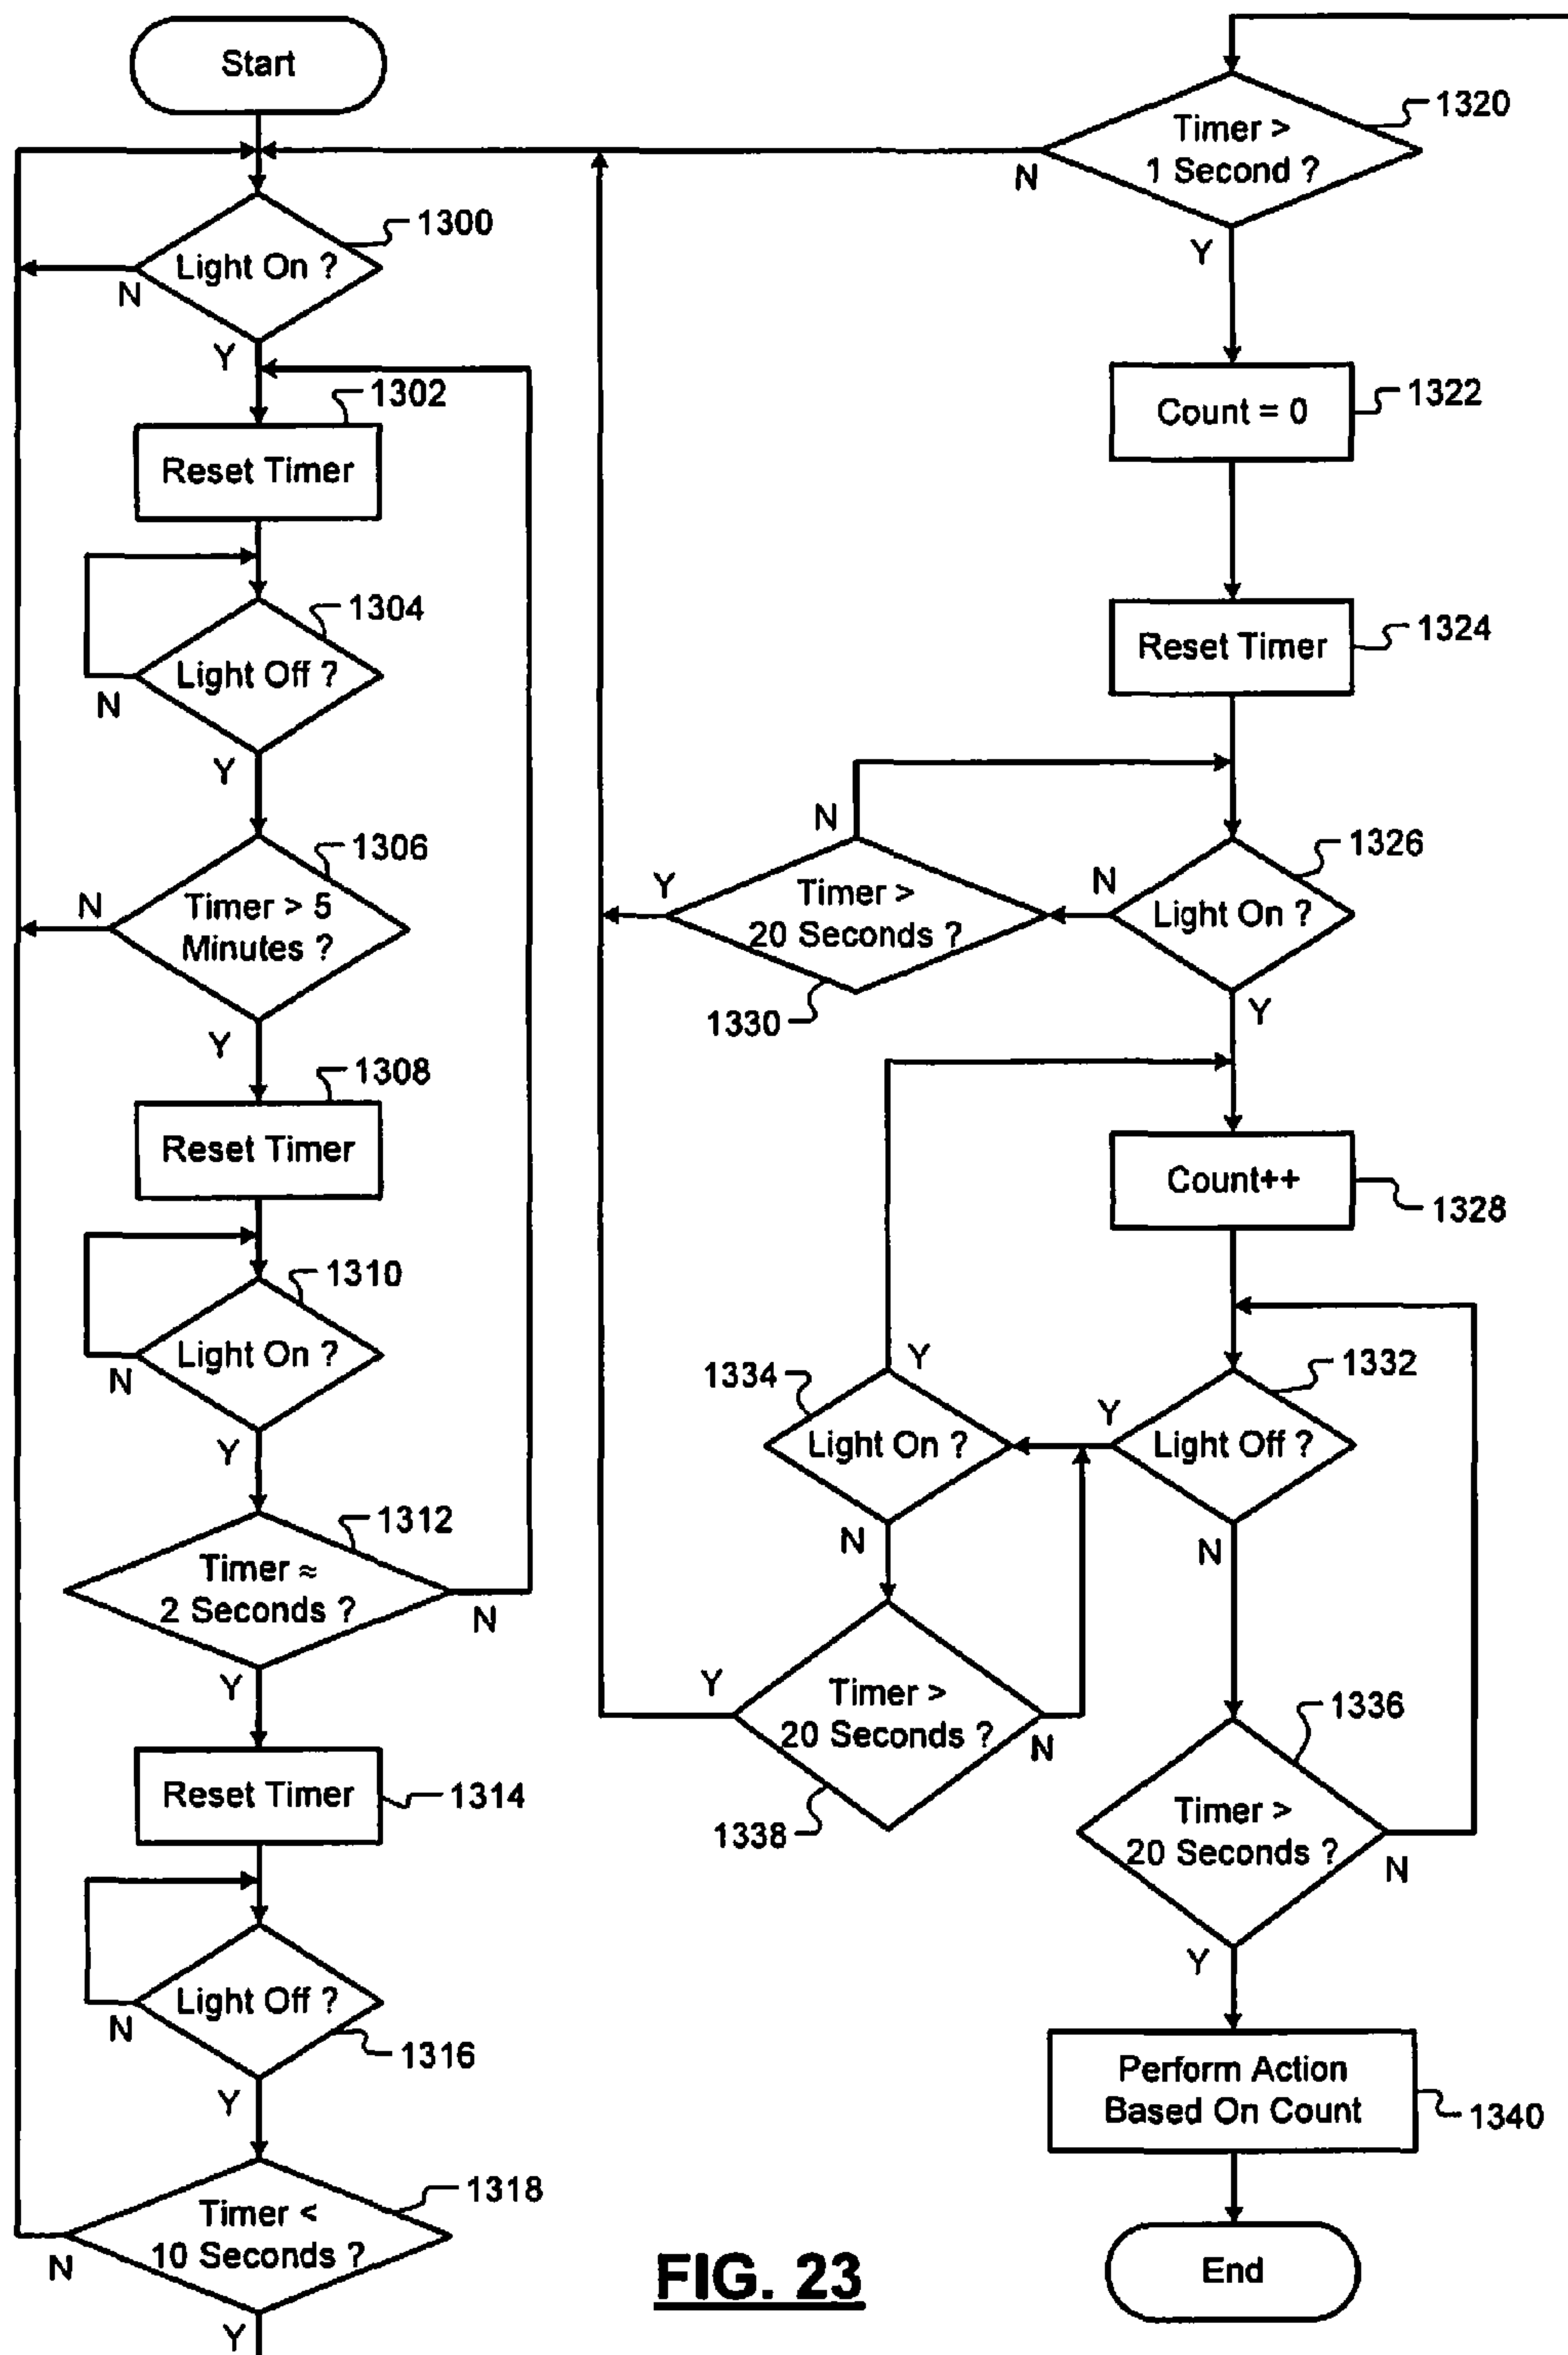 Start
1300
Light On ?
N
Y
1302
Reset Timer
1304
Light Off ?
N
Y
1306
Timer > 5
Minutes ?
N
Y
1308
Reset Timer
1310
Light On ?
N
Y
1312
Timer ≈
2 Seconds ?
N
Y
Reset Timer
1314
Light Off ?
N
1316
Y
1318
Timer <
10 Seconds ?
N
Y
1320
Timer >
1 Second ?
N
Y
Count = 0
1322
Reset Timer
1324
1326
Light On ?
N
Y
Timer >
20 Seconds ?
N
Y
1330
Count++
1328
1332
Light Off ?
Y
N
1334
Light On ?
Y
N
Timer >
20 Seconds ?
Y
N
1338
1336
Timer >
20 Seconds ?
N
Y
Perform Action
Based On Count
1340
End
FIG. 23